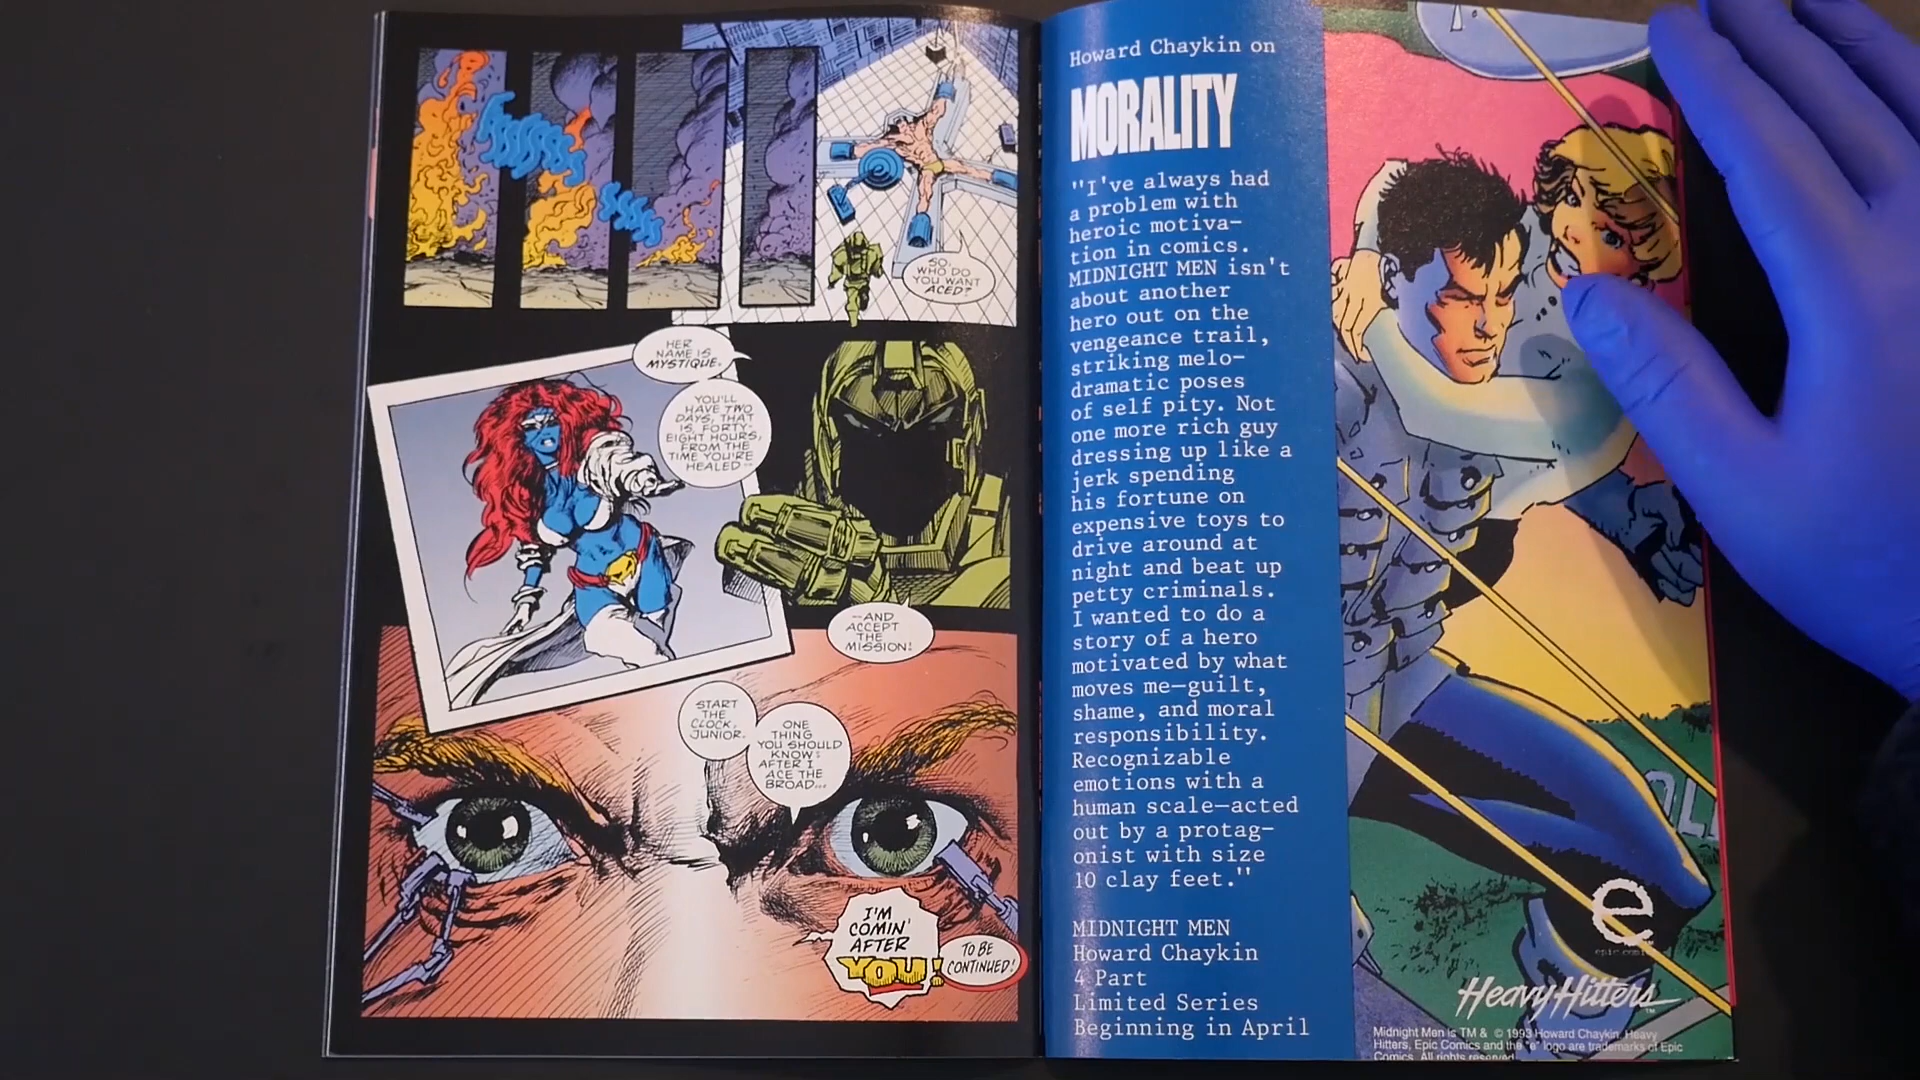 SO,
WHO DO
YOU WANT
ACED?
HER
NAME IS
MYSTIQUE.
YOU'LL
HAVE TWO
DAYS, THAT
IS, FORTY-
EIGHT HOURS,
FROM THE
TIME YOU'RE
HEALED--
--AND
ACCEPT
THE
MISSION!
START
THE
CLOCK,
JUNIOR.
ONE
THING
YOU SHOULD
KNOW:
AFTER I
ACE THE
BROAD...
I'M
COMIN'
AFTER
YOU!
TO BE
CONTINUED!
Howard Chaykin on
MORALITY
"I've always had
a problem with
heroic motiva-
tion in comics.
MIDNIGHT MEN isn't
about another
hero out on the
vengeance trail,
striking melo-
dramatic poses
of self pity. Not
one more rich guy
dressing up like a
jerk spending
his fortune on
expensive toys to
drive around at
night and beat up
petty criminals.
I wanted to do a
story of a hero
motivated by what
moves me—guilt,
shame, and moral
responsibility.
Recognizable
emotions with a
human scale—acted
out by a protag-
onist with size
10 clay feet."
MIDNIGHT MEN
Howard Chaykin
4 Part
Limited Series
Beginning in April
e
epic comics
Heavy Hitters™
Midnight Men is TM & © 1993 Howard Chaykin. Heavy
Hitters, Epic Comics and the "e" logo are trademarks of Epic
Comics. All rights reserved.